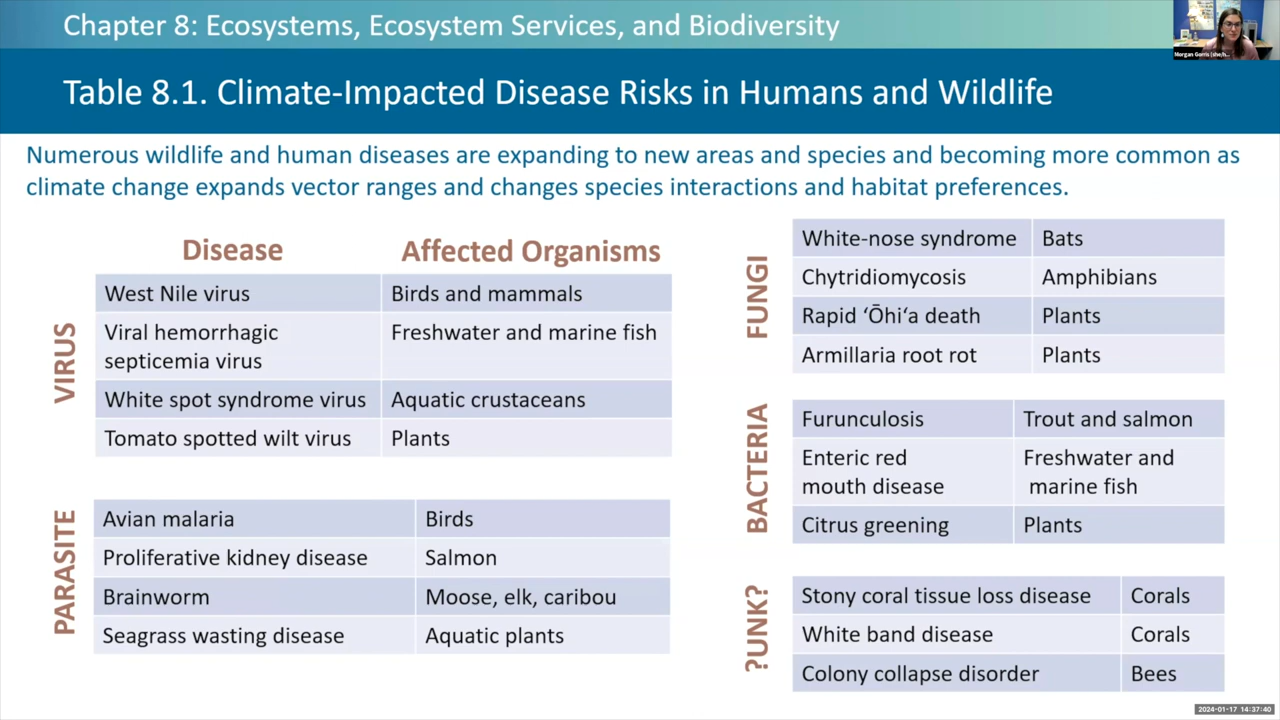 Chapter 8: Ecosystems, Ecosystem Services, and Biodiversity
Table 8.1. Climate-Impacted Disease Risks in Humans and Wildlife
Numerous wildlife and human diseases are expanding to new areas and species and becoming more common as
climate change expands vector ranges and changes species interactions and habitat preferences.
Disease Affected Organisms
VIRUS
West Nile virus Birds and mammals
Viral hemorrhagic Freshwater and marine fish
septicemia virus
White spot syndrome virus Aquatic crustaceans
Tomato spotted wilt virus Plants
PARASITE
Avian malaria Birds
Proliferative kidney disease Salmon
Brainworm Moose, elk, caribou
Seagrass wasting disease Aquatic plants
FUNGI
White-nose syndrome Bats
Chytridiomycosis Amphibians
Rapid ʻŌhiʻa death Plants
Armillaria root rot Plants
BACTERIA
Furunculosis Trout and salmon
Enteric red Freshwater and
mouth disease marine fish
Citrus greening Plants
?UNK?
Stony coral tissue loss disease Corals
White band disease Corals
Colony collapse disorder Bees
Morgan Gorris (she/h...
2024-01-17 14:37:40